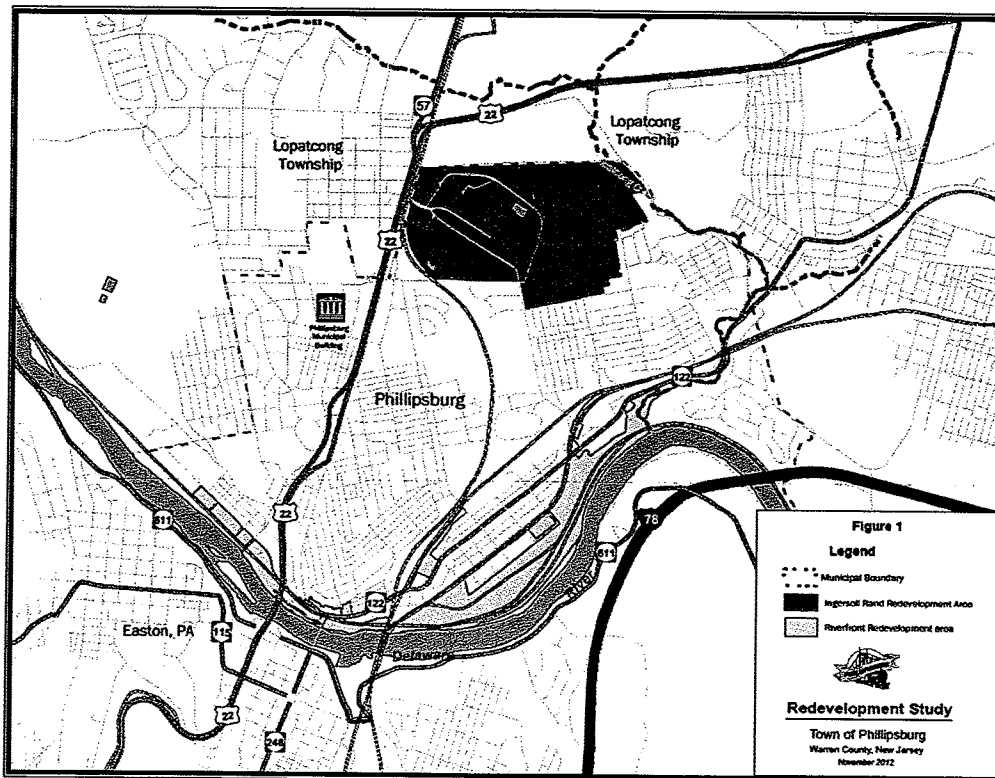 57
22
Lopatcong
Township
Lopatcong
Township
22
Phillipsburg
Municipal
Building
Phillipsburg
122
611
22
78
611
River
122
Easton, PA
115
Delaware
22
248
Figure 1
Legend
Municipal Boundary
Ingersoll Rand Redevelopment Area
Riverfront Redevelopment area
Redevelopment Study
Town of Phillipsburg
Warren County, New Jersey
November 2012